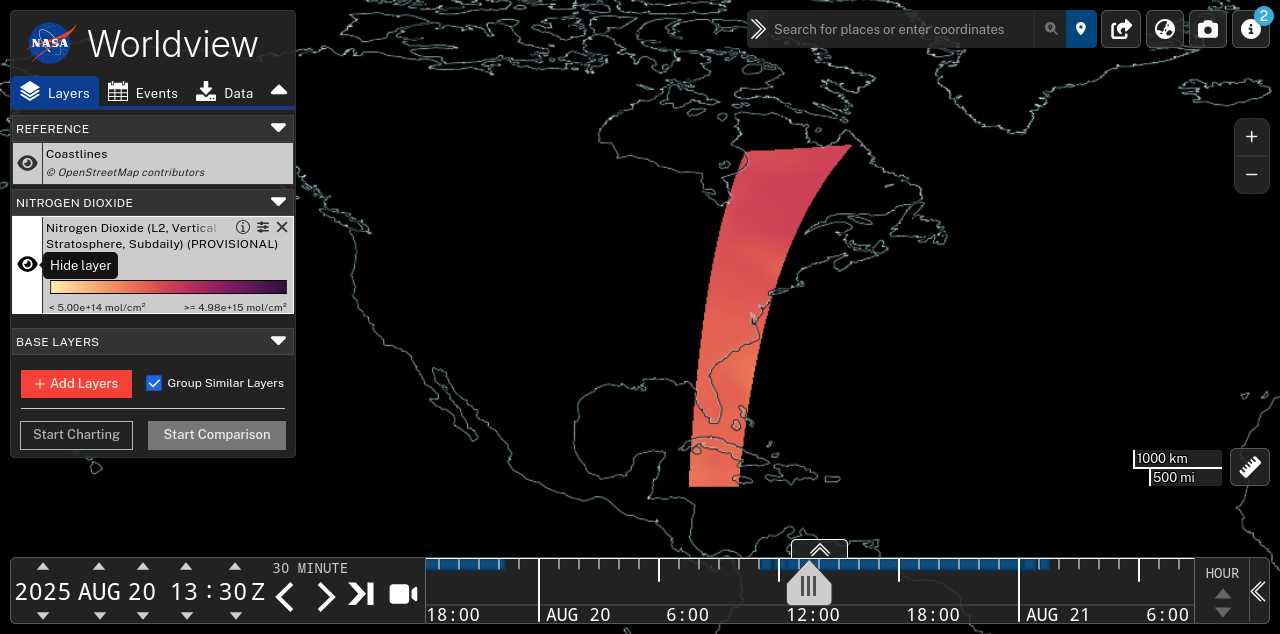 NASA
Worldview
Layers
Events
Data
REFERENCE
Coastlines
© OpenStreetMap contributors
NITROGEN DIOXIDE
Nitrogen Dioxide (L2, Vertical
Stratosphere, Subdaily) (PROVISIONAL)
Hide layer
< 5.00e+14 mol/cm²
>= 4.98e+15 mol/cm²
BASE LAYERS
+ Add Layers
Group Similar Layers
Start Charting
Start Comparison
Search for places or enter coordinates
2
+
−
1000 km
500 mi
2025 AUG 20 13 : 30 Z
30 MINUTE
18:00
AUG 20
6:00
12:00
18:00
AUG 21
6:00
HOUR